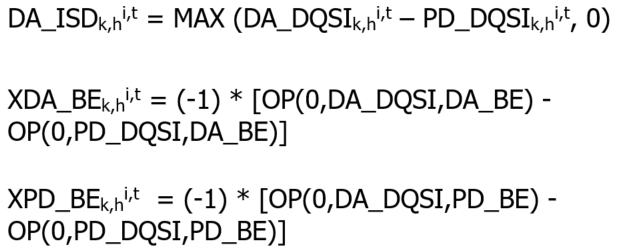 DA_ISDₖ,ₕⁱ,ᵗ = MAX (DA_DQSIₖ,ₕⁱ,ᵗ – PD_DQSIₖ,ₕⁱ,ᵗ, 0)
XDA_BEₖ,ₕⁱ,ᵗ = (-1) * [OP(0,DA_DQSI,DA_BE) -
OP(0,PD_DQSI,DA_BE)]
XPD_BEₖ,ₕⁱ,ᵗ = (-1) * [OP(0,DA_DQSI,PD_BE) -
OP(0,PD_DQSI,PD_BE)]